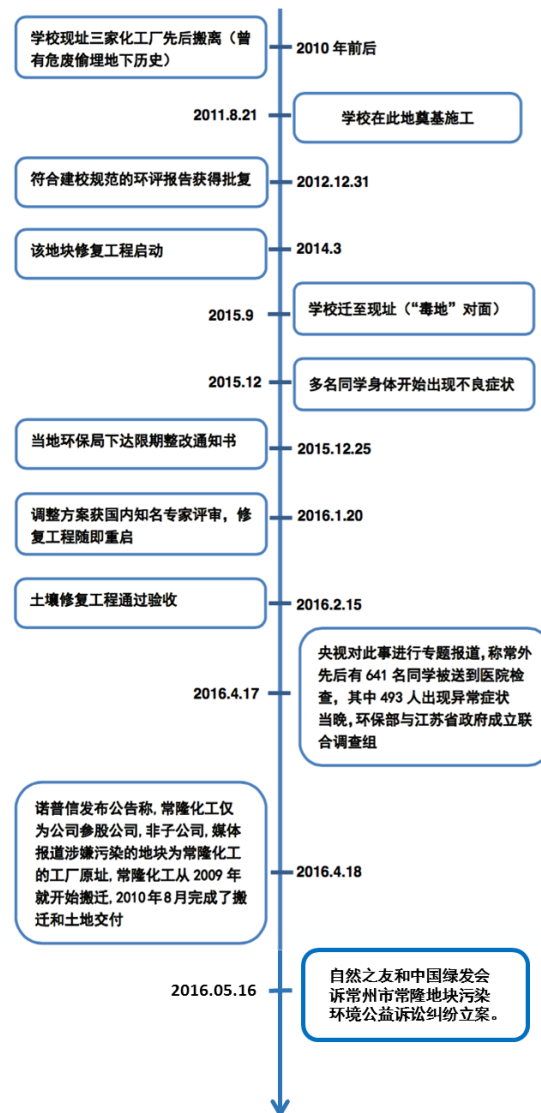 学校现址三家化工厂先后搬离（曾
有危废偷埋地下历史）
2010 年前后
2011.8.21
学校在此地奠基施工
符合建校规范的环评报告获得批复
2012.12.31
该地块修复工程启动
2014.3
2015.9
学校迁至现址（“毒地”对面）
2015.12
多名同学身体开始出现不良症状
当地环保局下达限期整改通知书
2015.12.25
调整方案获国内知名专家评审，修
复工程随即重启
2016.1.20
土壤修复工程通过验收
2016.2.15
2016.4.17
央视对此事进行专题报道，称常外
先后有 641 名同学被送到医院检
查，其中 493 人出现异常症状
当晚，环保部与江苏省政府成立联
合调查组
诺普信发布公告称，常隆化工仅
为公司参股公司，非子公司，媒体
报道涉嫌污染的地块为常隆化工
的工厂原址，常隆化工从 2009 年
就开始搬迁，2010 年 8 月完成了搬
迁和土地交付
2016.4.18
2016.05.16
自然之友和中国绿发会
诉常州市常隆地块污染
环境公益诉讼纠纷立案。